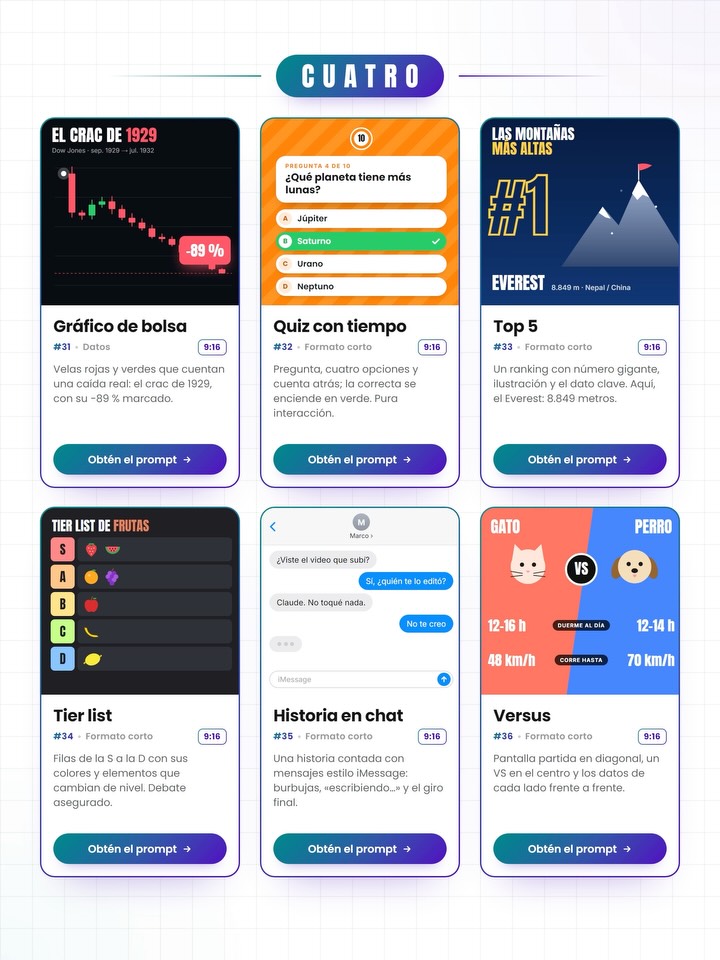 CUATRO
EL CRAC DE 1929
Dow Jones · sep. 1929 → jul. 1932
-89 %
Gráfico de bolsa
#31 • Datos
9:16
Velas rojas y verdes que cuentan
una caída real: el crac de 1929,
con su -89 % marcado.
Obtén el prompt →
10
PREGUNTA 4 DE 10
¿Qué planeta tiene más
lunas?
A Júpiter
B Saturno
C Urano
D Neptuno
Quiz con tiempo
#32 • Formato corto
9:16
Pregunta, cuatro opciones y
cuenta atrás; la correcta se
enciende en verde. Pura
interacción.
Obtén el prompt →
LAS MONTAÑAS
MÁS ALTAS
#1
EVEREST 8.849 m · Nepal / China
Top 5
#33 • Formato corto
9:16
Un ranking con número gigante,
ilustración y el dato clave. Aquí,
el Everest: 8.849 metros.
Obtén el prompt →
TIER LIST DE FRUTAS
S
A
B
C
D
Tier list
#34 • Formato corto
9:16
Filas de la S a la D con sus
colores y elementos que
cambian de nivel. Debate
asegurado.
Obtén el prompt →
M
Marco ›
¿Viste el video que subí?
Sí, ¿quién te lo editó?
Claude. No toqué nada.
No te creo
iMessage
Historia en chat
#35 • Formato corto
9:16
Una historia contada con
mensajes estilo iMessage:
burbujas, «escribiendo…» y el giro
final.
Obtén el prompt →
GATO
PERRO
VS
12-16 h DUERME AL DÍA 12-14 h
48 km/h CORRE HASTA 70 km/h
Versus
#36 • Formato corto
9:16
Pantalla partida en diagonal, un
VS en el centro y los datos de
cada lado frente a frente.
Obtén el prompt →